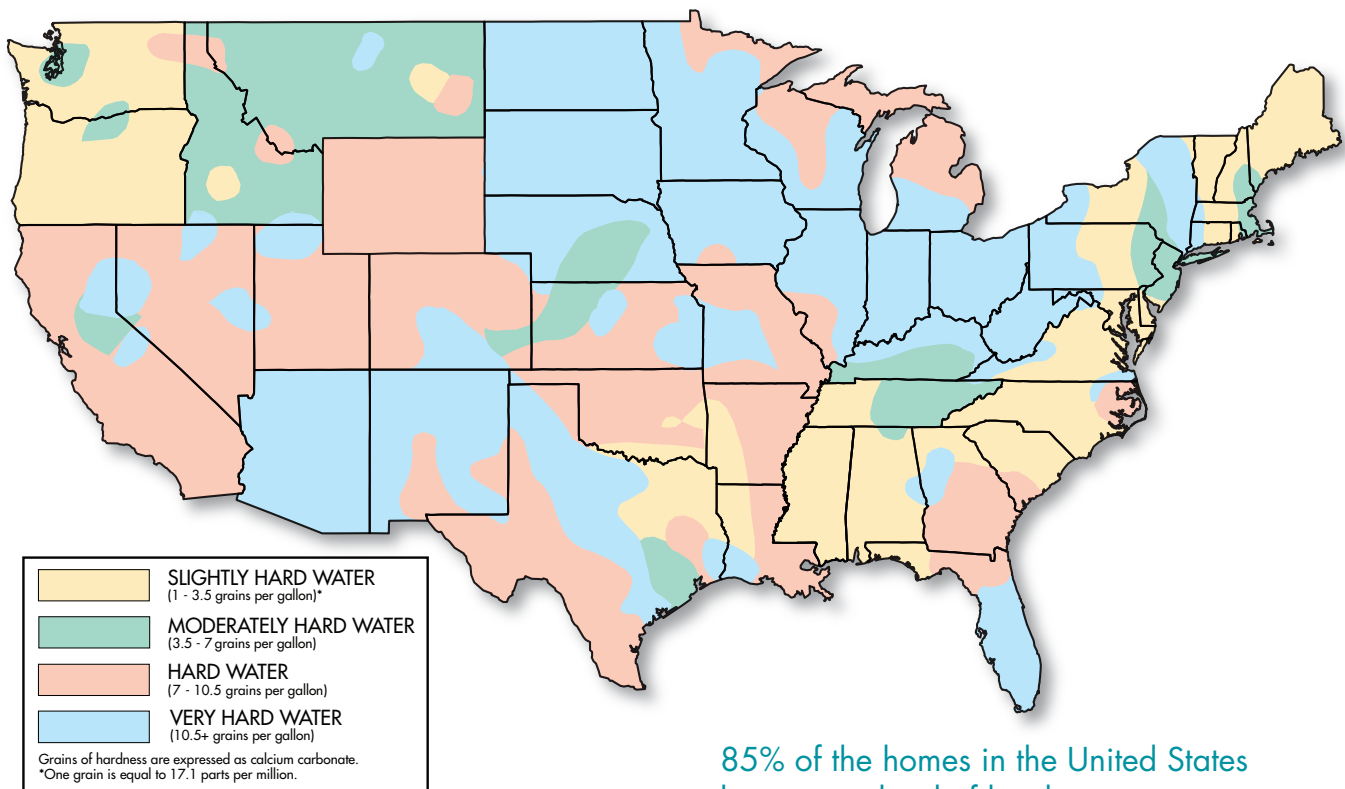 SLIGHTLY HARD WATER
(1 - 3.5 grains per gallon)*
MODERATELY HARD WATER
(3.5 - 7 grains per gallon)
HARD WATER
(7 - 10.5 grains per gallon)
VERY HARD WATER
(10.5+ grains per gallon)
Grains of hardness are expressed as calcium carbonate.
*One grain is equal to 17.1 parts per million.
85% of the homes in the United States